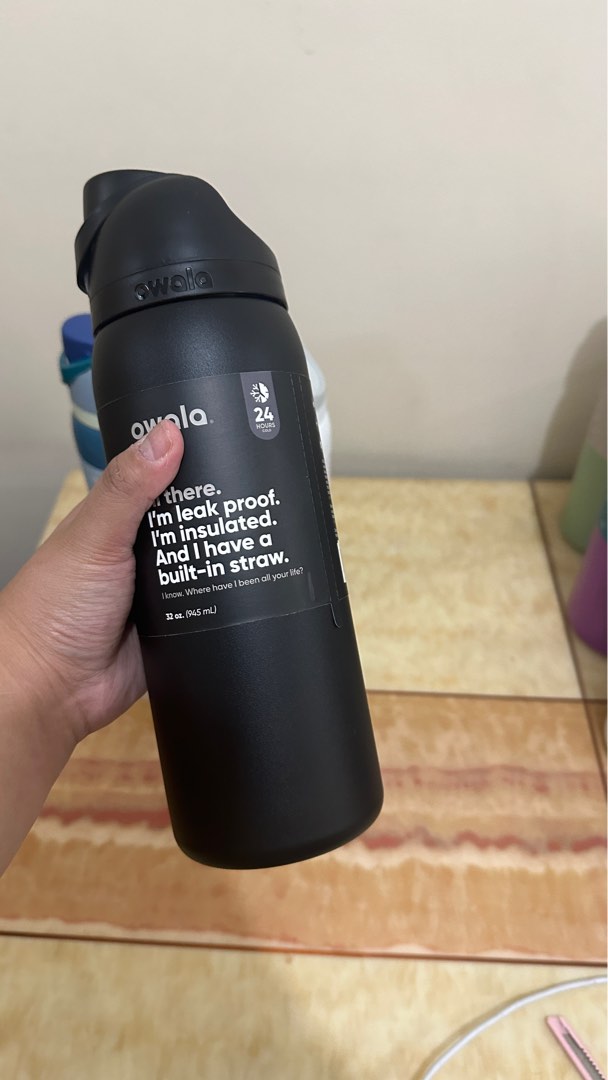 owala
owala
24
HOURS
COLD
there.
I'm leak proof.
I'm insulated.
And I have a
built-in straw.
I know. Where have I been all your life?
32 oz. (945 mL)